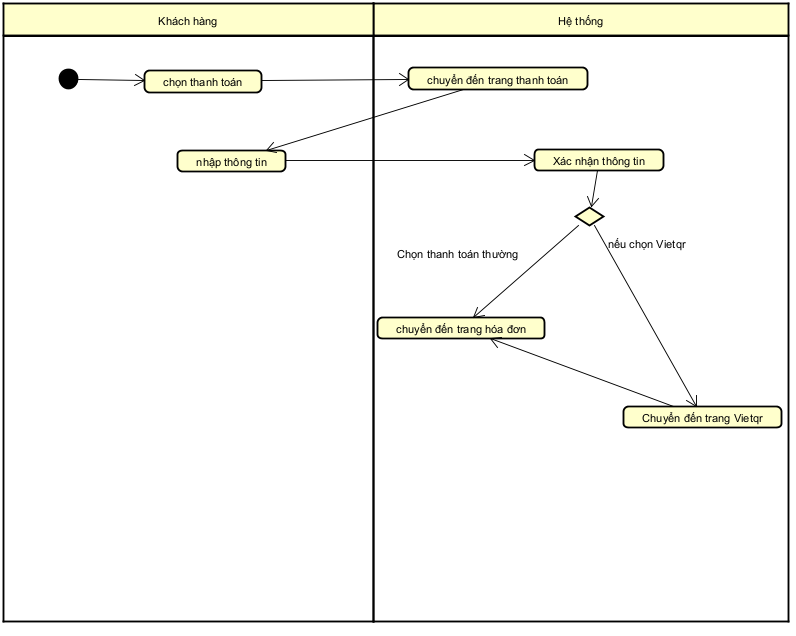 Khách hàng
Hệ thống
chọn thanh toán
chuyển đến trang thanh toán
nhập thông tin
Xác nhận thông tin
Chọn thanh toán thường
nếu chọn Vietqr
chuyển đến trang hóa đơn
Chuyển đến trang Vietqr